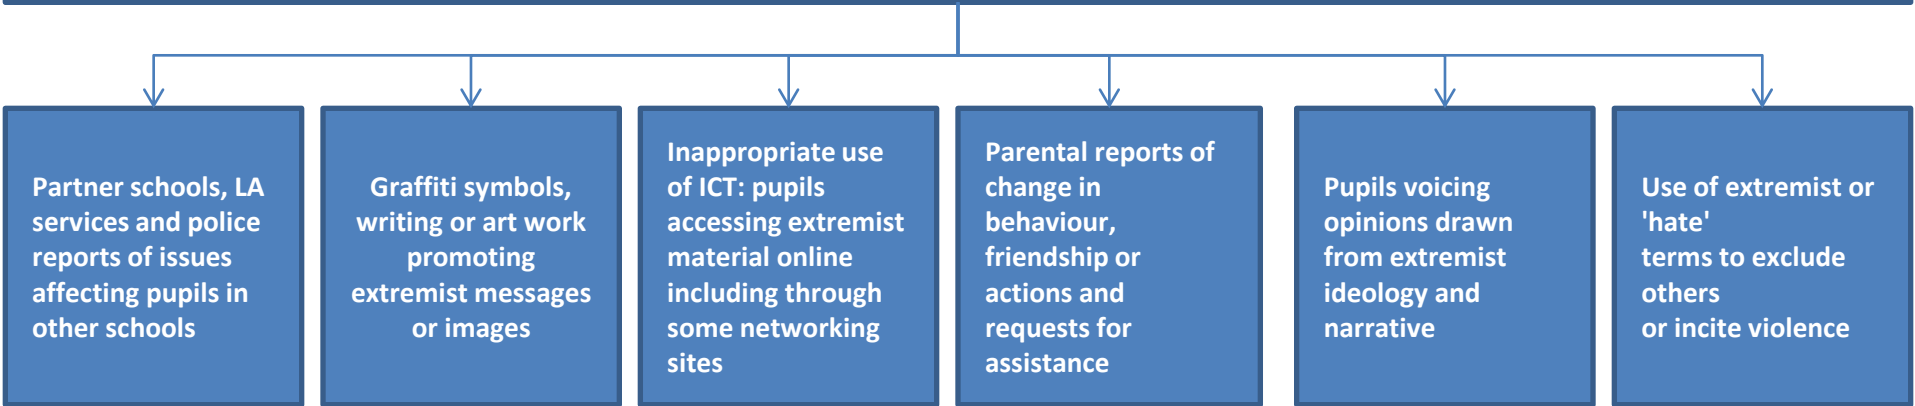 Partner schools, LA
services and police
reports of issues
affecting pupils in
other schools
Graffiti symbols,
writing or art work
promoting
extremist messages
or images
Inappropriate use
of ICT: pupils
accessing extremist
material online
including through
some networking
sites
Parental reports of
change in
behaviour,
friendship or
actions and
requests for
assistance
Pupils voicing
opinions drawn
from extremist
ideology and
narrative
Use of extremist or
'hate'
terms to exclude
others
or incite violence